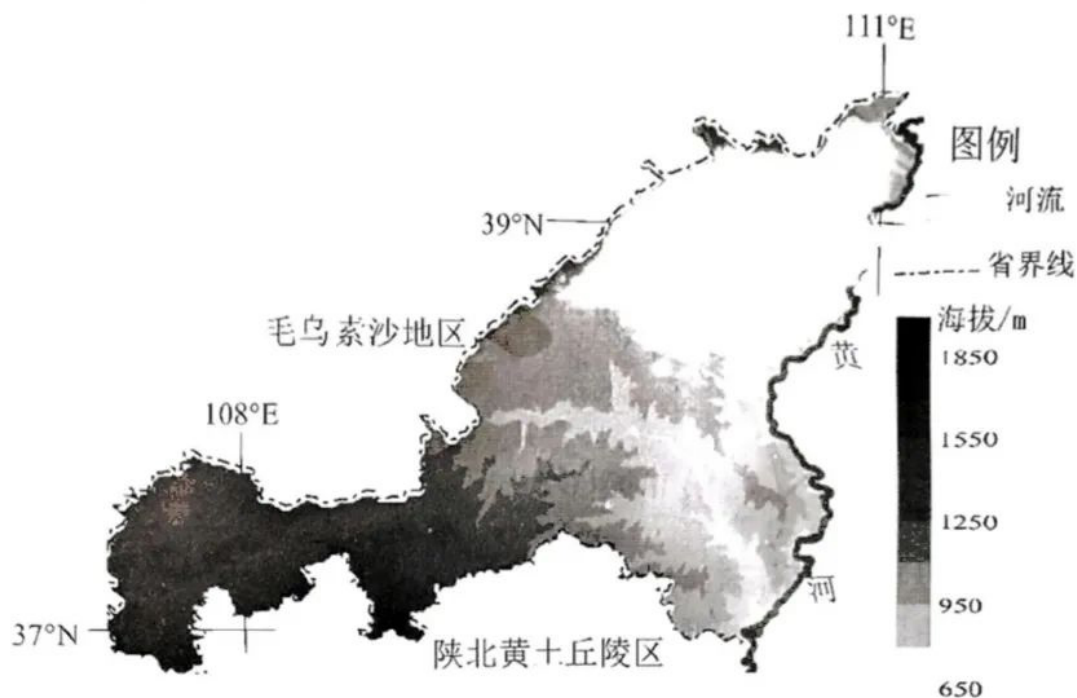 111°E
图例
河流
39°N
省界线
海拔/m
毛乌素沙地区
黄
1850
108°E
1550
1250
河
950
37°N
陕北黄土丘陵区
650